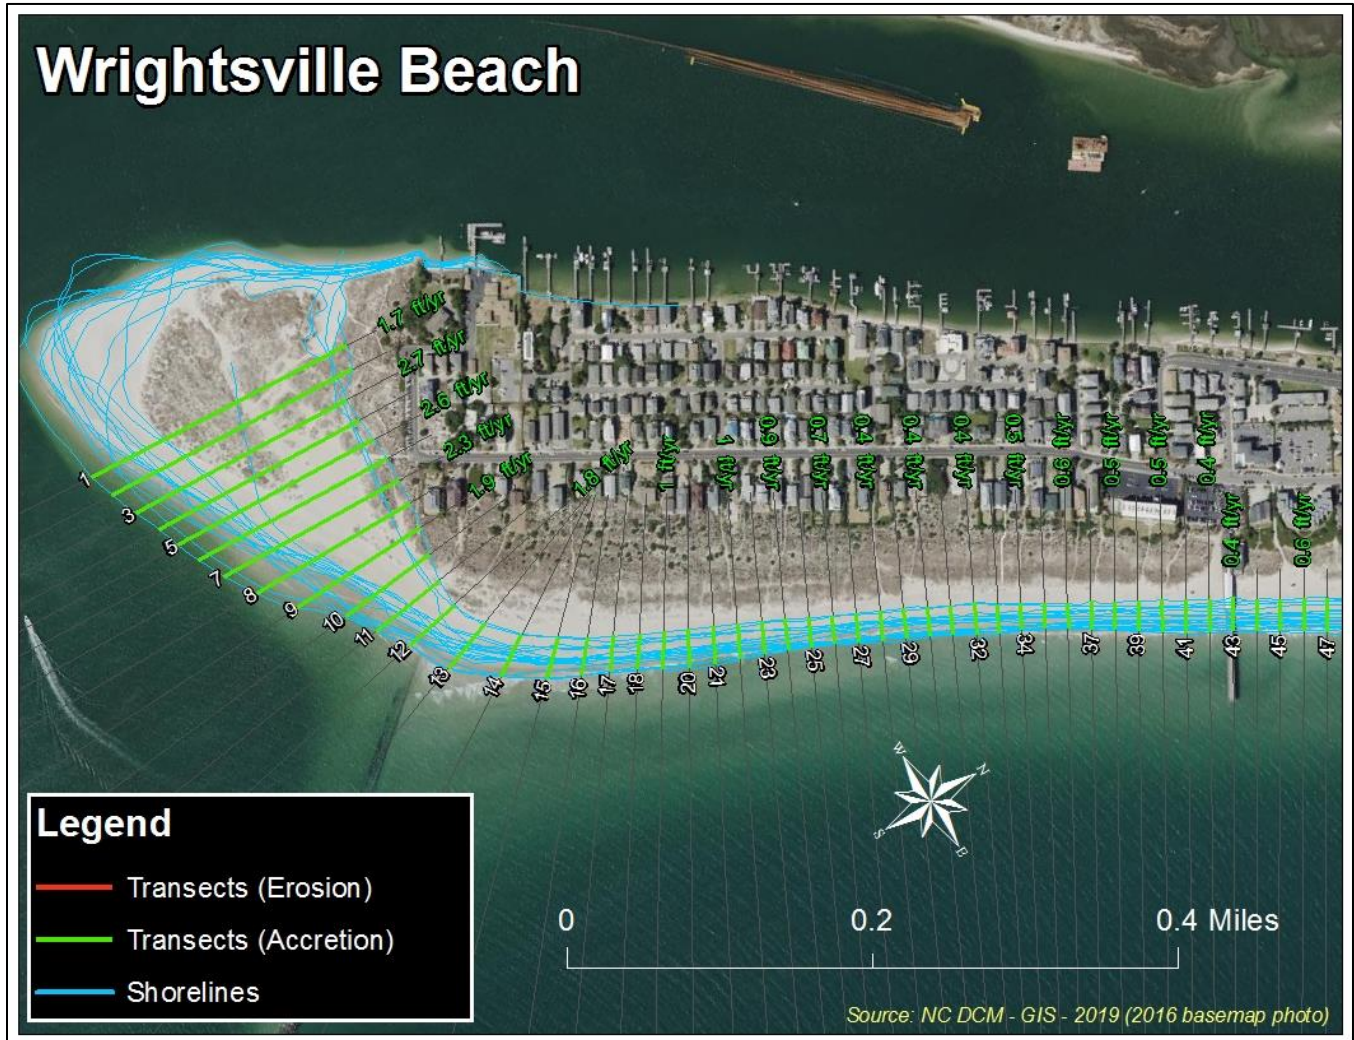 Wrightsville Beach
1.7 ft/yr
2.7 ft/yr
2.6 ft/yr
2.3 ft/yr
1.9 ft/yr
1.8 ft/yr
1 ft/yr
1 ft/yr
0.9 ft/yr
0.7 ft/yr
0.4 ft/yr
0.4 ft/yr
0.4 ft/yr
0.5 ft/yr
0.6 ft/yr
0.5 ft/yr
0.5 ft/yr
0.4 ft/yr
0.4 ft/yr
0.6 ft/yr
1
3
5
7
8
9
10
11
12
13
14
15
16
17
18
20
21
23
25
27
29
32
34
37
39
41
43
45
47
W
N
S
E
Legend
Transects (Erosion)
Transects (Accretion)
Shorelines
0
0.2
0.4 Miles
Source: NC DCM - GIS - 2019 (2016 basemap photo)